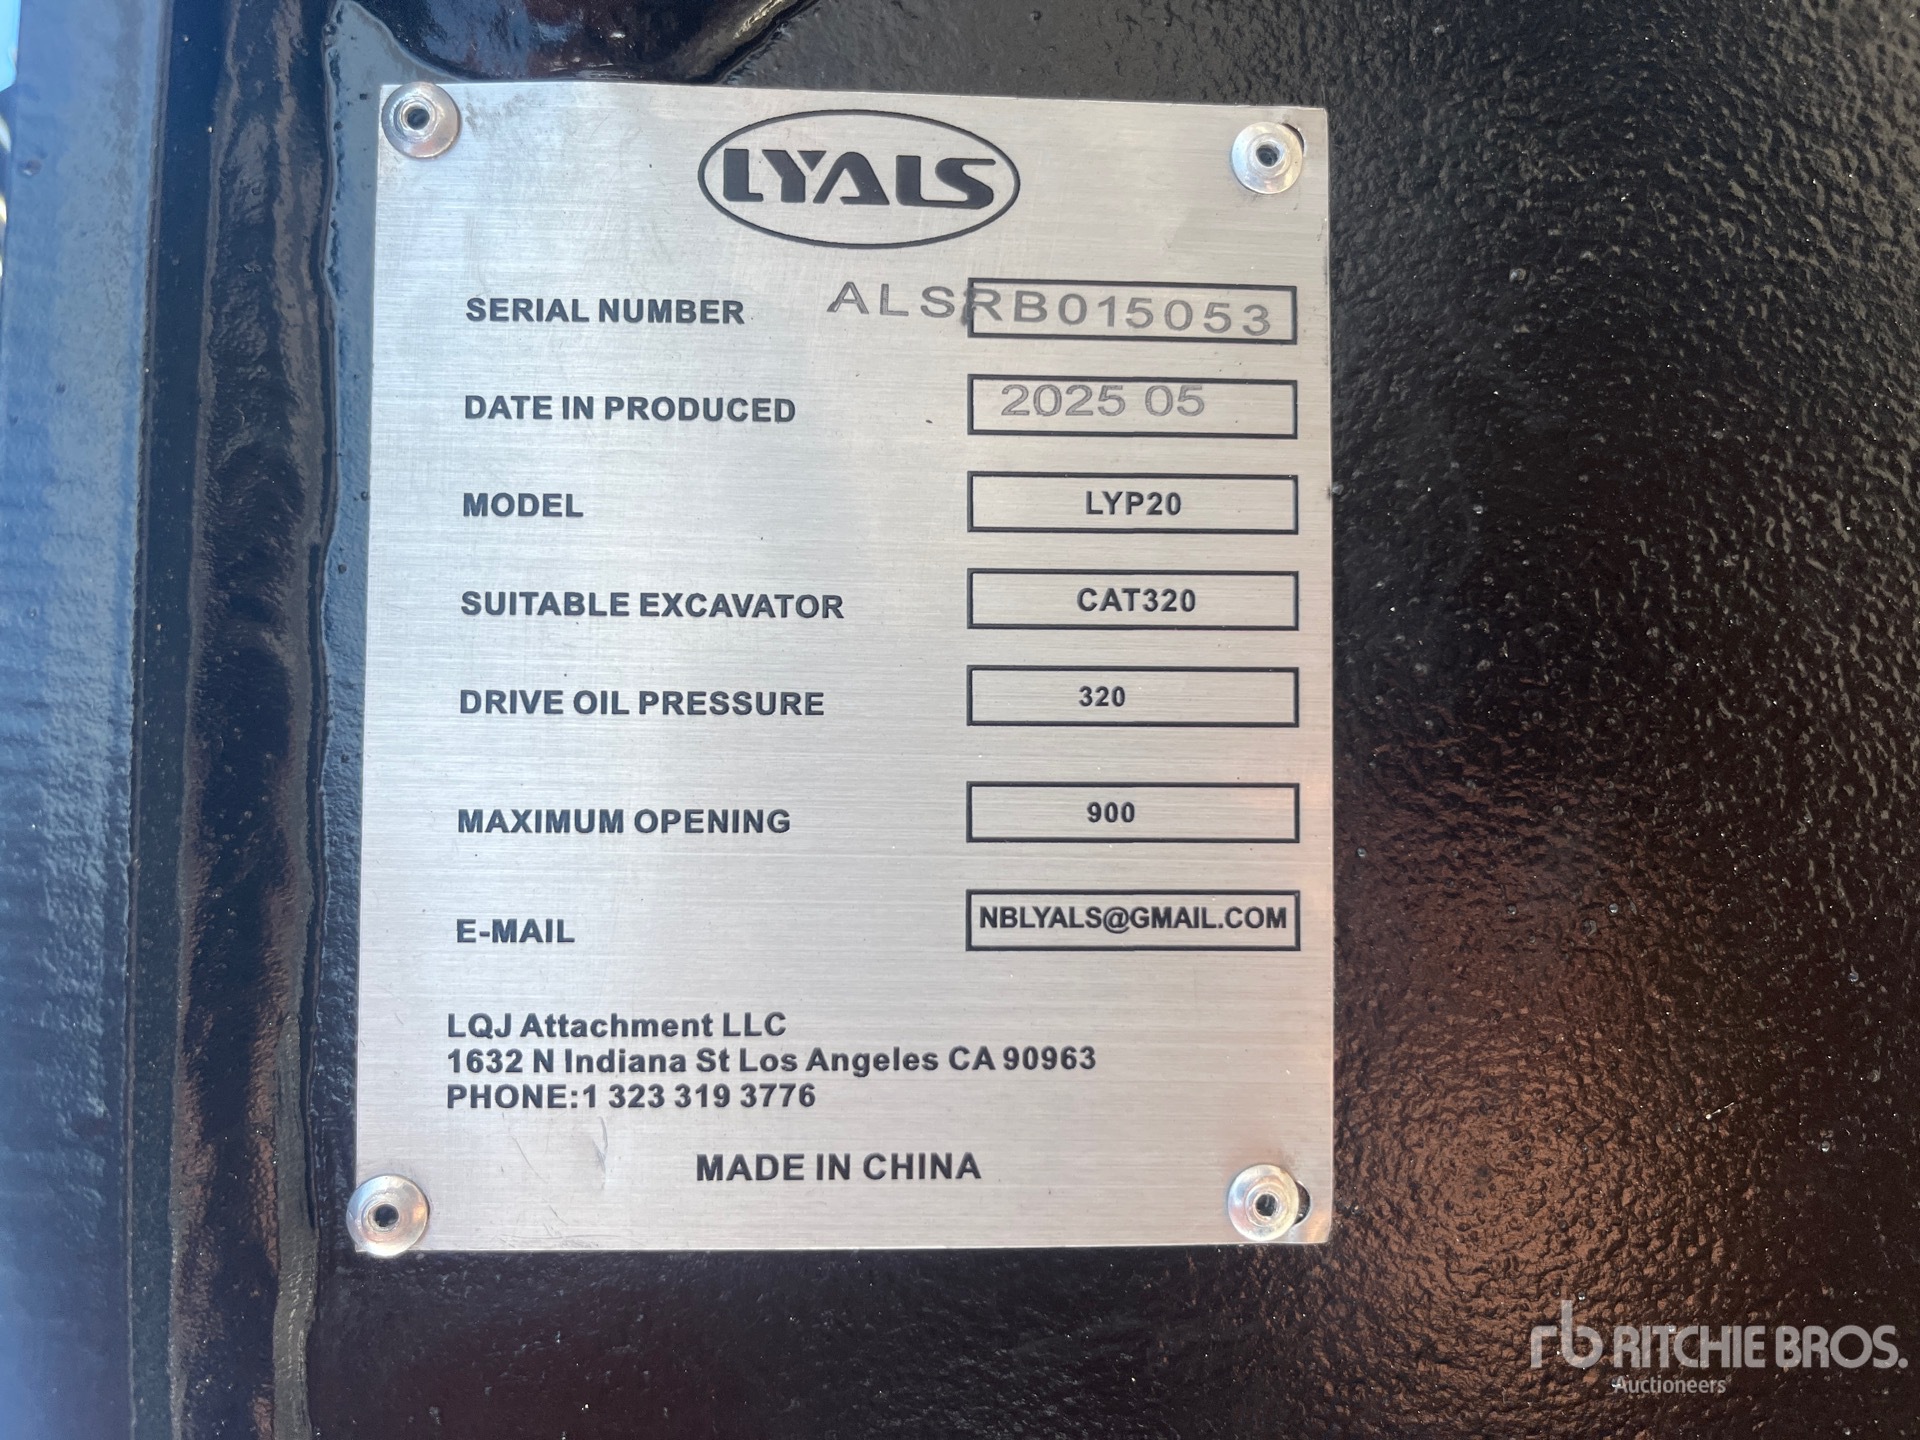 LYALS
SERIAL NUMBER ALSRB015053
DATE IN PRODUCED 2025 05
MODEL LYP20
SUITABLE EXCAVATOR CAT320
DRIVE OIL PRESSURE 320
MAXIMUM OPENING 900
E-MAIL NBLYALS@GMAIL.COM
LQJ Attachment LLC
1632 N Indiana St Los Angeles CA 90963
PHONE:1 323 319 3776
MADE IN CHINA
rb RITCHIE BROS.
Auctioneers